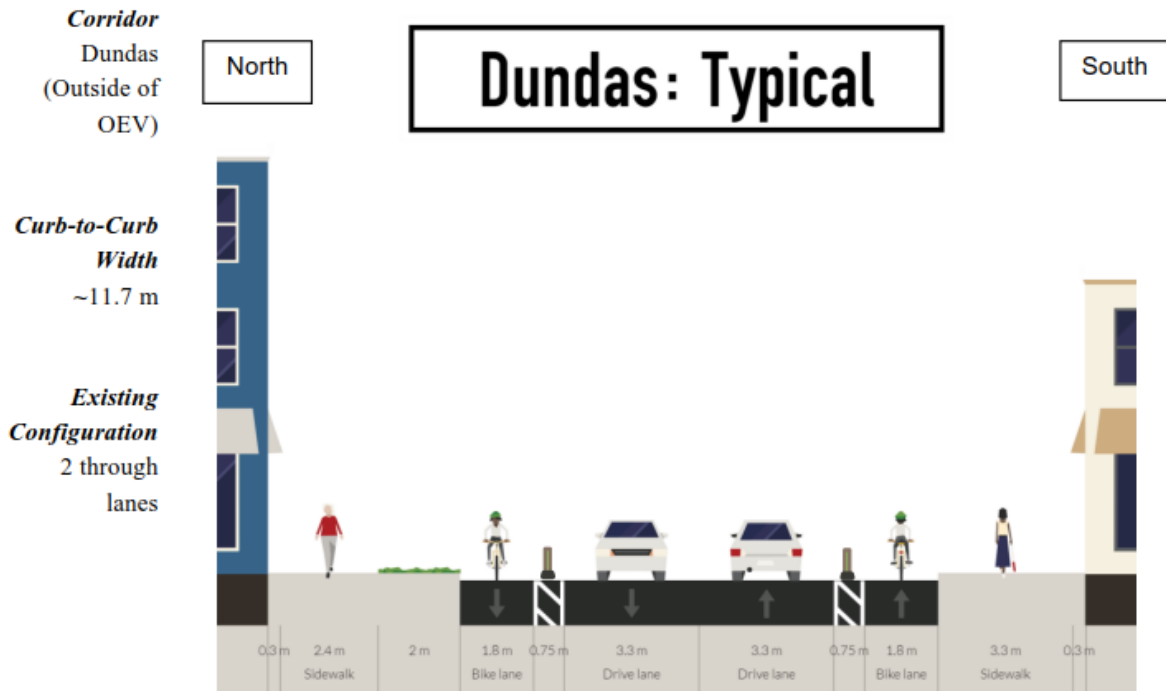 Corridor
Dundas
(Outside of
OEV)
North
Dundas: Typical
South
Curb-to-Curb
Width
~11.7 m
Existing
Configuration
2 through
lanes
0.3 m
2.4 m
2 m
1.8 m
0.75 m
3.3 m
3.3 m
0.75 m
1.8 m
3.3 m
0.3 m
Sidewalk
Bike lane
Drive lane
Drive lane
Bike lane
Sidewalk